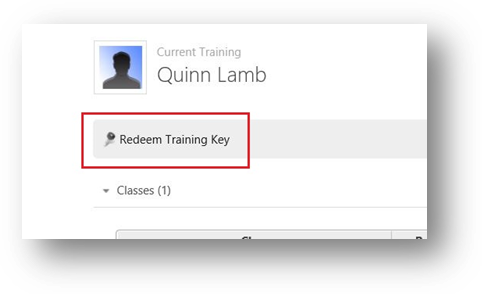 Current Training
Quinn Lamb
Redeem Training Key
Classes (1)